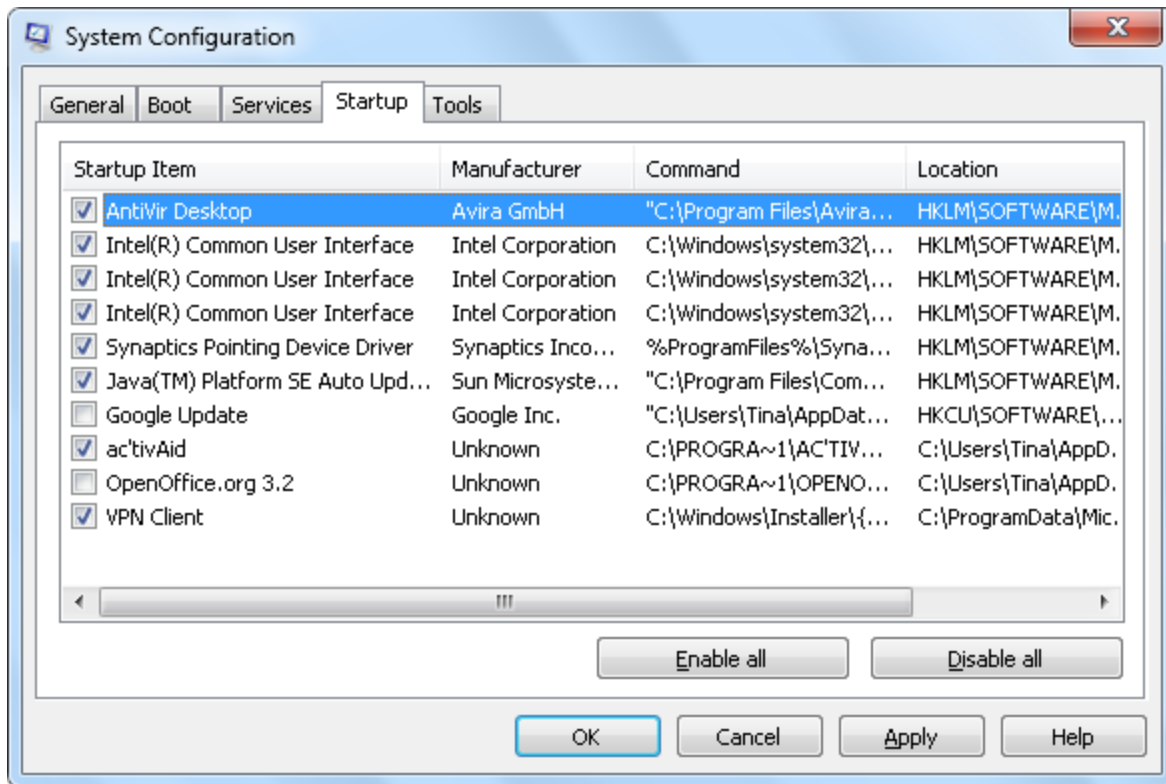 System Configuration
General Boot Services Startup Tools
Startup Item Manufacturer Command Location
AntiVir Desktop Avira GmbH "C:\Program Files\Avira... HKLM\SOFTWARE\M.
Intel(R) Common User Interface Intel Corporation C:\Windows\system32\... HKLM\SOFTWARE\M.
Intel(R) Common User Interface Intel Corporation C:\Windows\system32\... HKLM\SOFTWARE\M.
Intel(R) Common User Interface Intel Corporation C:\Windows\system32\... HKLM\SOFTWARE\M.
Synaptics Pointing Device Driver Synaptics Inco... %ProgramFiles%\Syna... HKLM\SOFTWARE\M.
Java(TM) Platform SE Auto Upd... Sun Microsyste... "C:\Program Files\Com... HKLM\SOFTWARE\M.
Google Update Google Inc. "C:\Users\Tina\AppDat... HKCU\SOFTWARE\...
ac'tivAid Unknown C:\PROGRA~1\AC'TIV... C:\Users\Tina\AppD.
OpenOffice.org 3.2 Unknown C:\PROGRA~1\OPENO... C:\Users\Tina\AppD.
VPN Client Unknown C:\Windows\Installer\{... C:\ProgramData\Mic.
Enable all Disable all
OK Cancel Apply Help